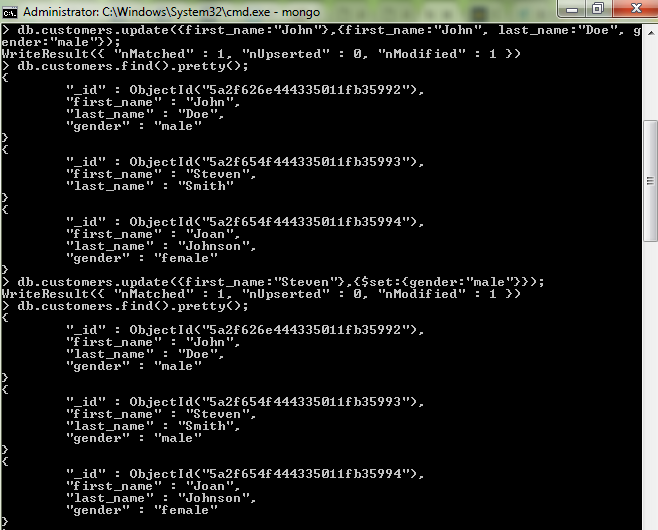 Administrator: C:\Windows\System32\cmd.exe - mongo
> db.customers.update({first_name:"John"},{first_name:"John", last_name:"Doe", g
ender:"male"});
WriteResult({ "nMatched" : 1, "nUpserted" : 0, "nModified" : 1 })
> db.customers.find().pretty();
{
"_id" : ObjectId("5a2f626e444335011fb35992"),
"first_name" : "John",
"last_name" : "Doe",
"gender" : "male"
}
{
"_id" : ObjectId("5a2f654f444335011fb35993"),
"first_name" : "Steven",
"last_name" : "Smith"
}
{
"_id" : ObjectId("5a2f654f444335011fb35994"),
"first_name" : "Joan",
"last_name" : "Johnson",
"gender" : "female"
}
> db.customers.update({first_name:"Steven"},{$set:{gender:"male"}});
WriteResult({ "nMatched" : 1, "nUpserted" : 0, "nModified" : 1 })
> db.customers.find().pretty();
{
"_id" : ObjectId("5a2f626e444335011fb35992"),
"first_name" : "John",
"last_name" : "Doe",
"gender" : "male"
}
{
"_id" : ObjectId("5a2f654f444335011fb35993"),
"first_name" : "Steven",
"last_name" : "Smith",
"gender" : "male"
}
{
"_id" : ObjectId("5a2f654f444335011fb35994"),
"first_name" : "Joan",
"last_name" : "Johnson",
"gender" : "female"
}